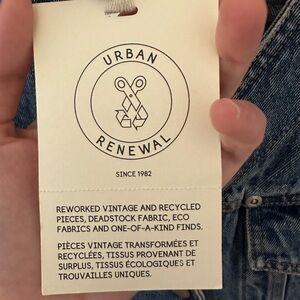 URBAN
RENEWAL
SINCE 1982
REWORKED VINTAGE AND RECYCLED
PIECES, DEADSTOCK FABRIC, ECO
FABRICS AND ONE-OF-A-KIND FINDS.
PIÈCES VINTAGE TRANSFORMÉES ET
RECYCLÉES, TISSUS PROVENANT DE
SURPLUS, TISSUS ÉCOLOGIQUES ET
TROUVAILLES UNIQUES.